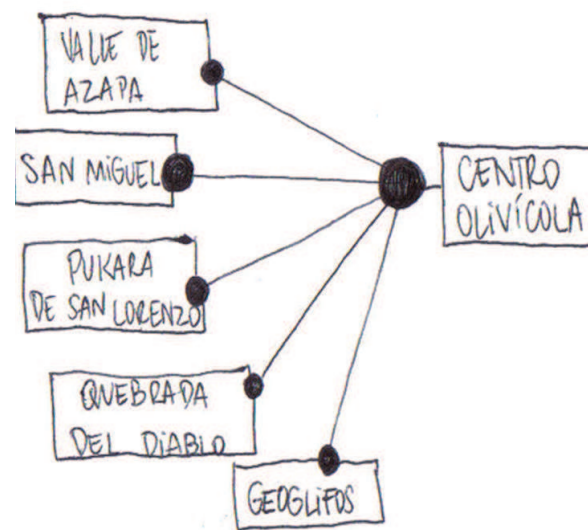 VALLE DE
AZAPA
SAN MIGUEL
PUKARA
DE SAN LORENZO
QUEBRADA
DEL DIABLO
GEOGLIFOS
CENTRO
OLIVÍCOLA